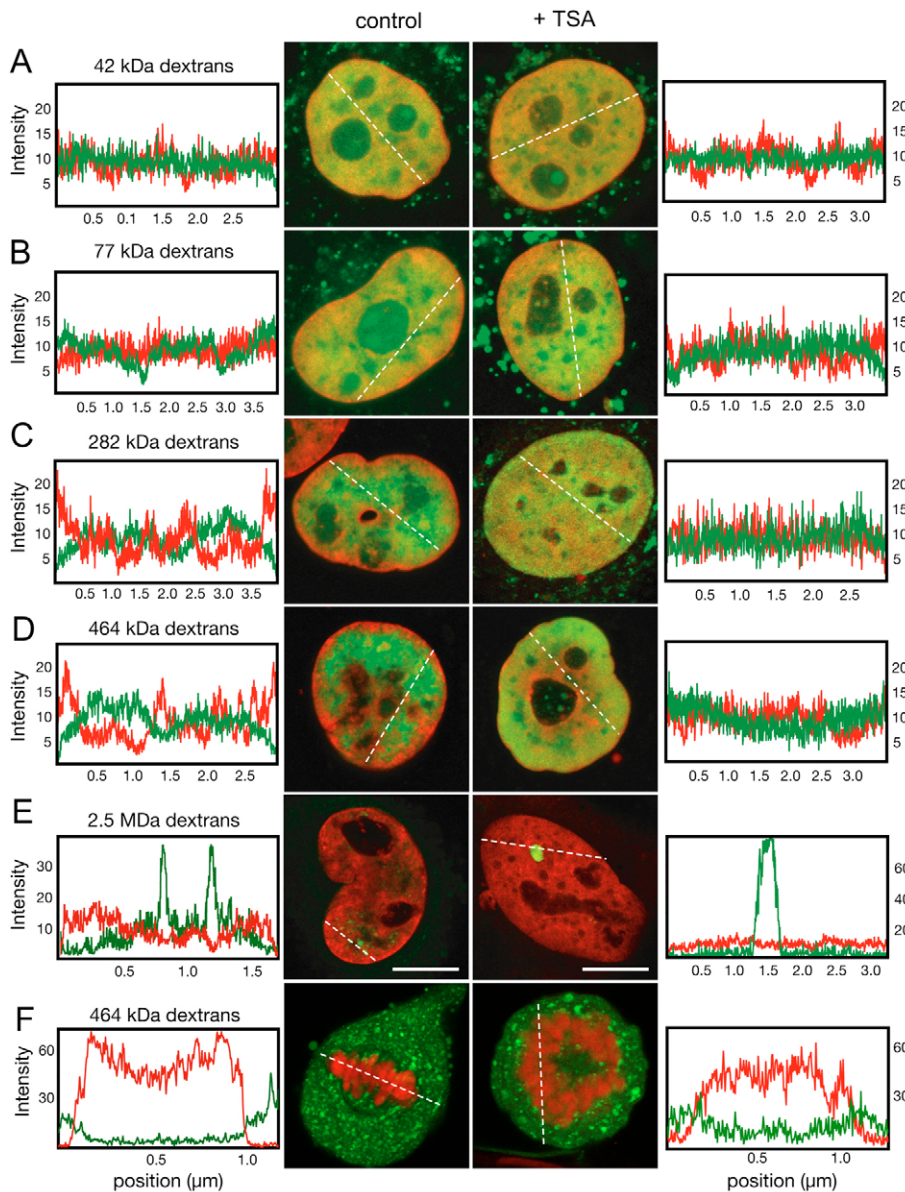 control + TSA
A 42 kDa dextrans
Intensity
20
15
10
5
0.5 0.1 1.5 2.0 2.5
20
15
10
5
0.5 1.0 1.5 2.0 2.5 3.0
B 77 kDa dextrans
Intensity
20
15
10
5
0.5 1.0 1.5 2.0 2.5 3.0 3.5
20
15
10
5
0.5 1.0 1.5 2.0 2.5 3.0
C 282 kDa dextrans
Intensity
20
15
10
5
0.5 1.0 1.5 2.0 2.5 3.0 3.5
20
15
10
5
0.5 1.0 1.5 2.0 2.5
D 464 kDa dextrans
Intensity
20
15
10
5
0.5 1.0 1.5 2.0 2.5
20
15
10
5
0.5 1.0 1.5 2.0 2.5 3.0
E 2.5 MDa dextrans
Intensity
30
20
10
0.5 1.0 1.5
60
40
20
0.5 1.0 1.5 2.0 2.5 3.0
F 464 kDa dextrans
Intensity
60
30
0.5 1.0
position (μm)
60
30
0.5 1.0
position (μm)